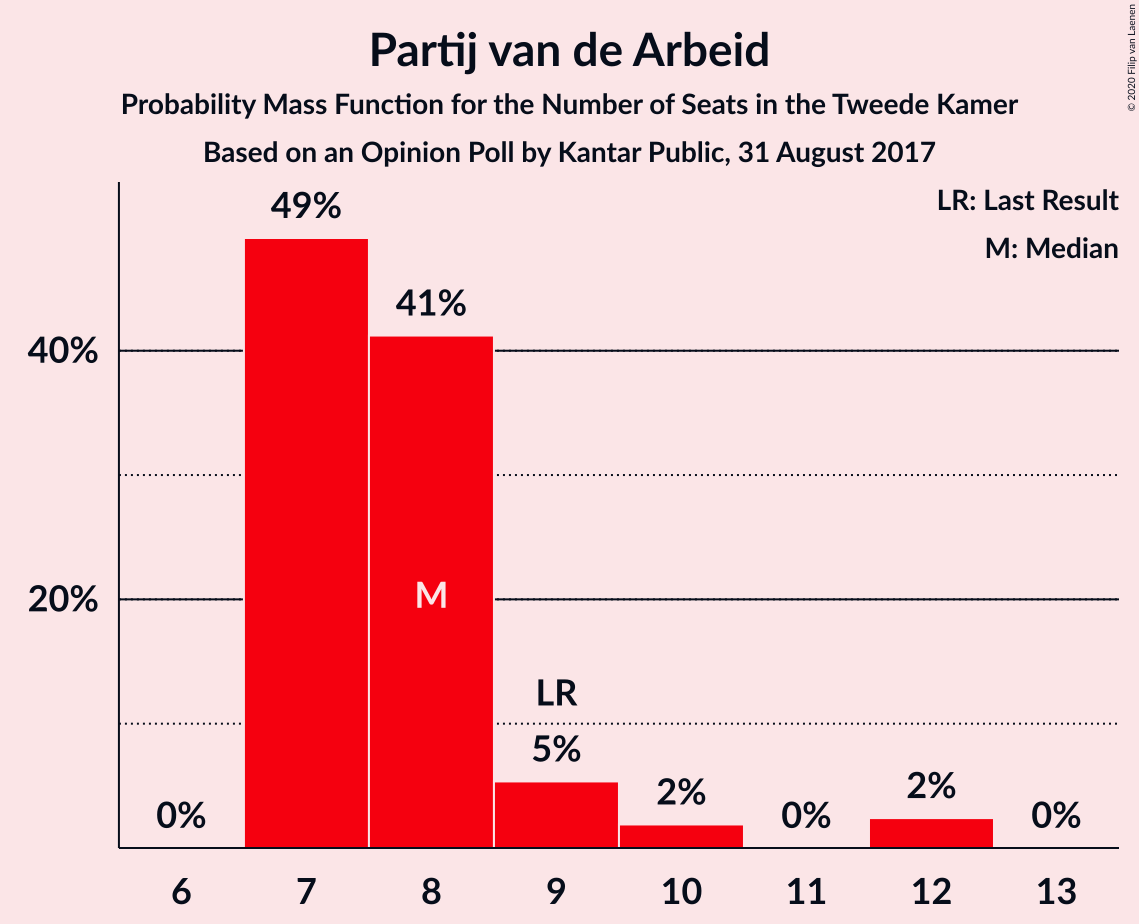 Partij van de Arbeid
Probability Mass Function for the Number of Seats in the Tweede Kamer
Based on an Opinion Poll by Kantar Public, 31 August 2017
© 2020 Filip van Laenen
LR: Last Result
M: Median
49%
41%
40%
20%
M
LR
5%
0%
2%
0%
2%
0%
6 7 8 9 10 11 12 13